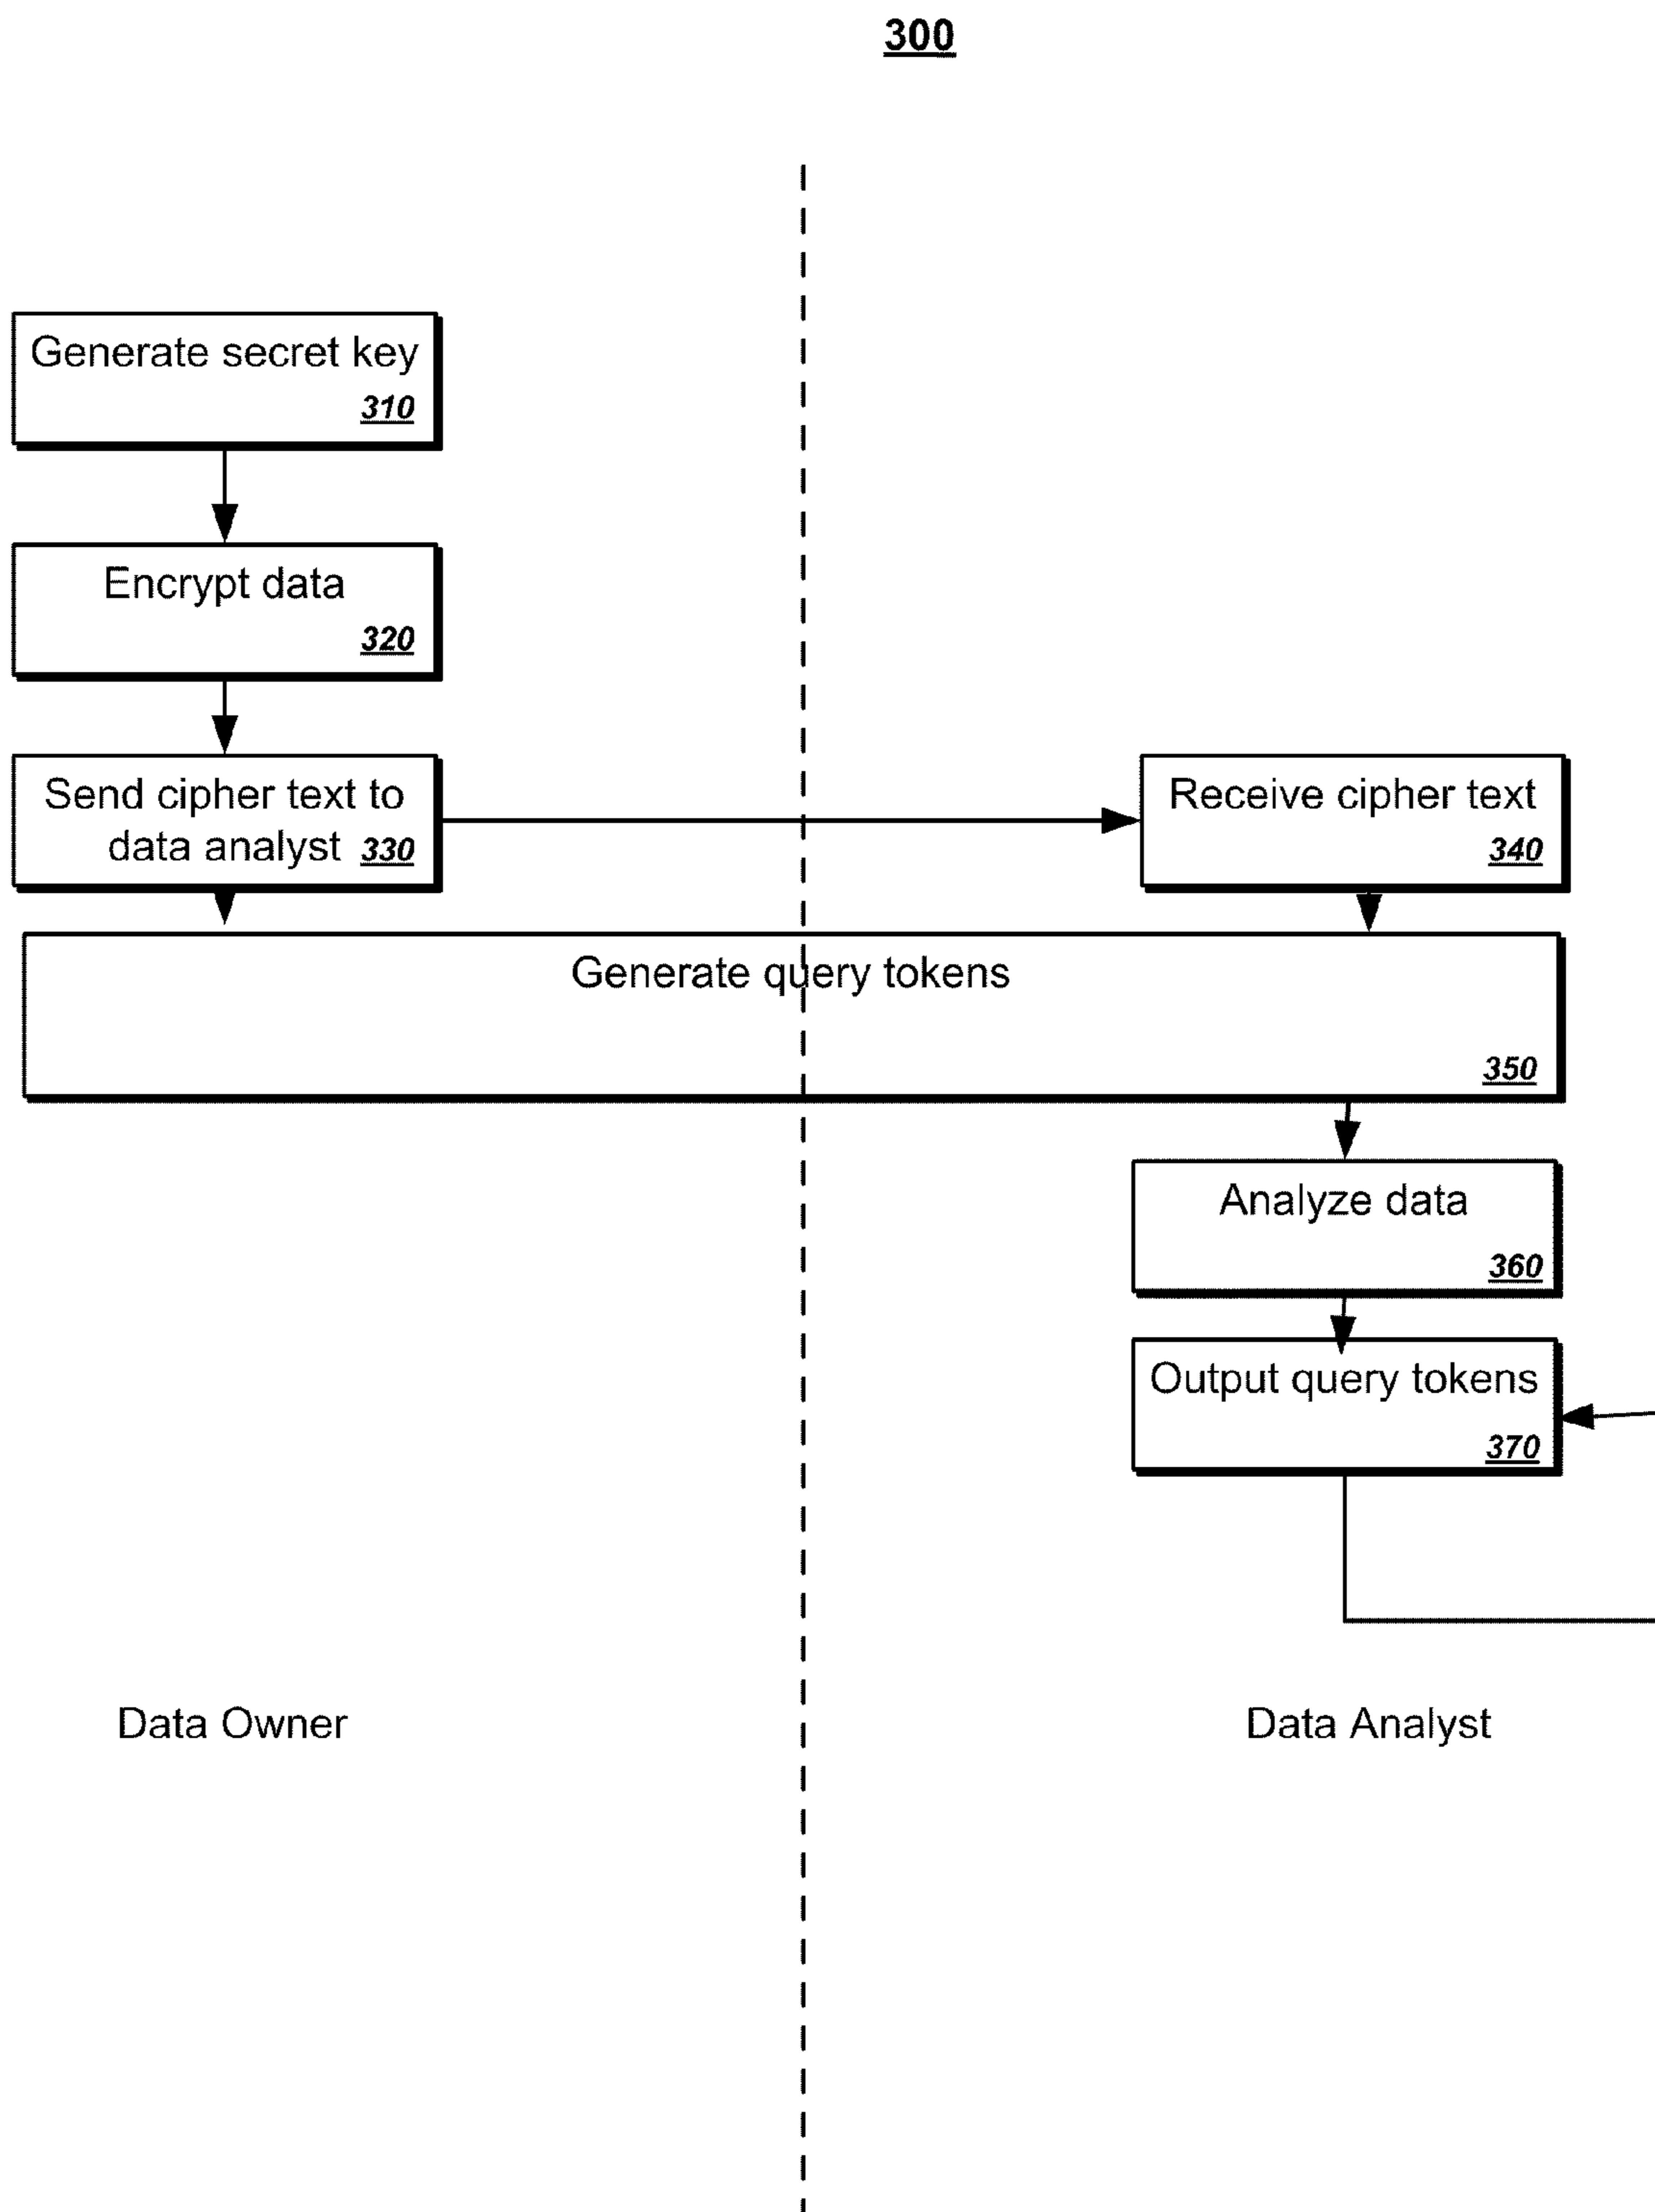 300
Generate secret key
310
Encrypt data
320
Send cipher text to
data analyst 330
Receive cipher text
340
Generate query tokens
350
Analyze data
360
Output query tokens
370
Data Owner
Data Analyst